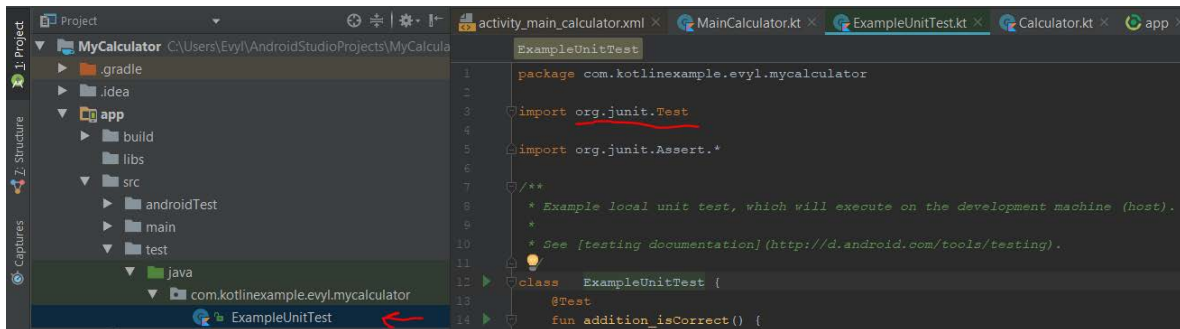 1: Project
Z: Structure
Captures
Project
MyCalculator C:\Users\Evyl\AndroidStudioProjects\MyCalcula
.gradle
.idea
app
build
libs
src
androidTest
main
test
java
com.kotlinexample.evyl.mycalculator
ExampleUnitTest
activity_main_calculator.xml MainCalculator.kt ExampleUnitTest.kt Calculator.kt app
ExampleUnitTest
1 package com.kotlinexample.evyl.mycalculator
2
3 import org.junit.Test
4
5 import org.junit.Assert.*
6
7 /**
8 * Example local unit test, which will execute on the development machine (host).
9 *
10 * See [testing documentation](http://d.android.com/tools/testing).
11
12 class ExampleUnitTest {
13 @Test
14 fun addition_isCorrect() {